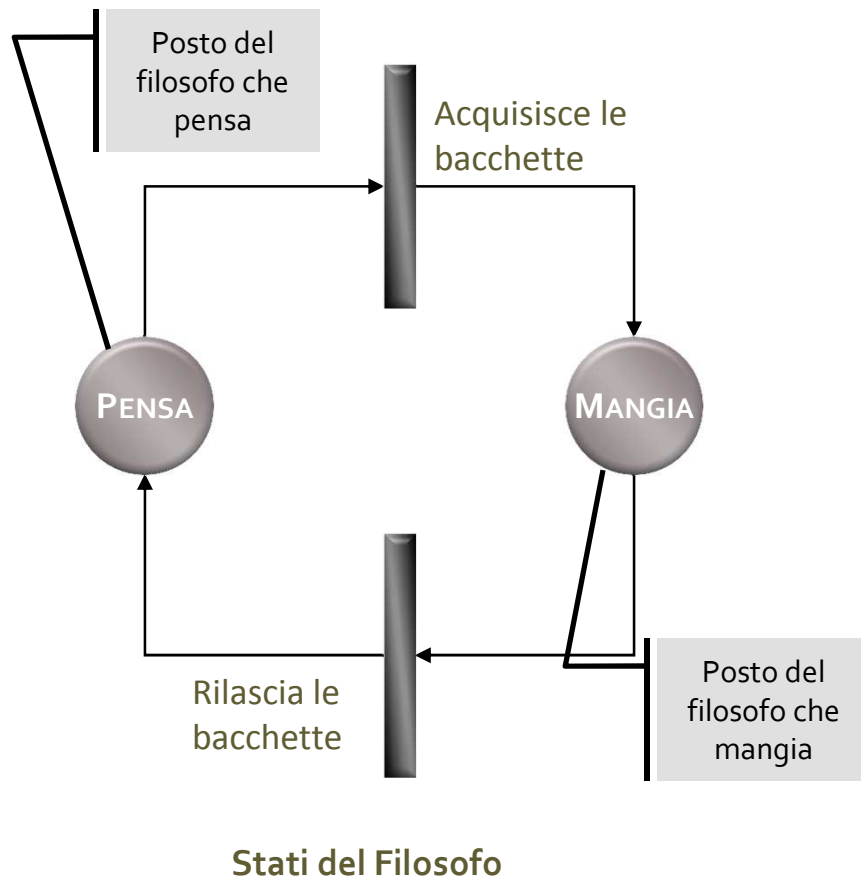 Posto del
filosofo che
pensa
Acquisisce le
bacchette
PENSA
MANGIA
Rilascia le
bacchette
Posto del
filosofo che
mangia
Stati del Filosofo